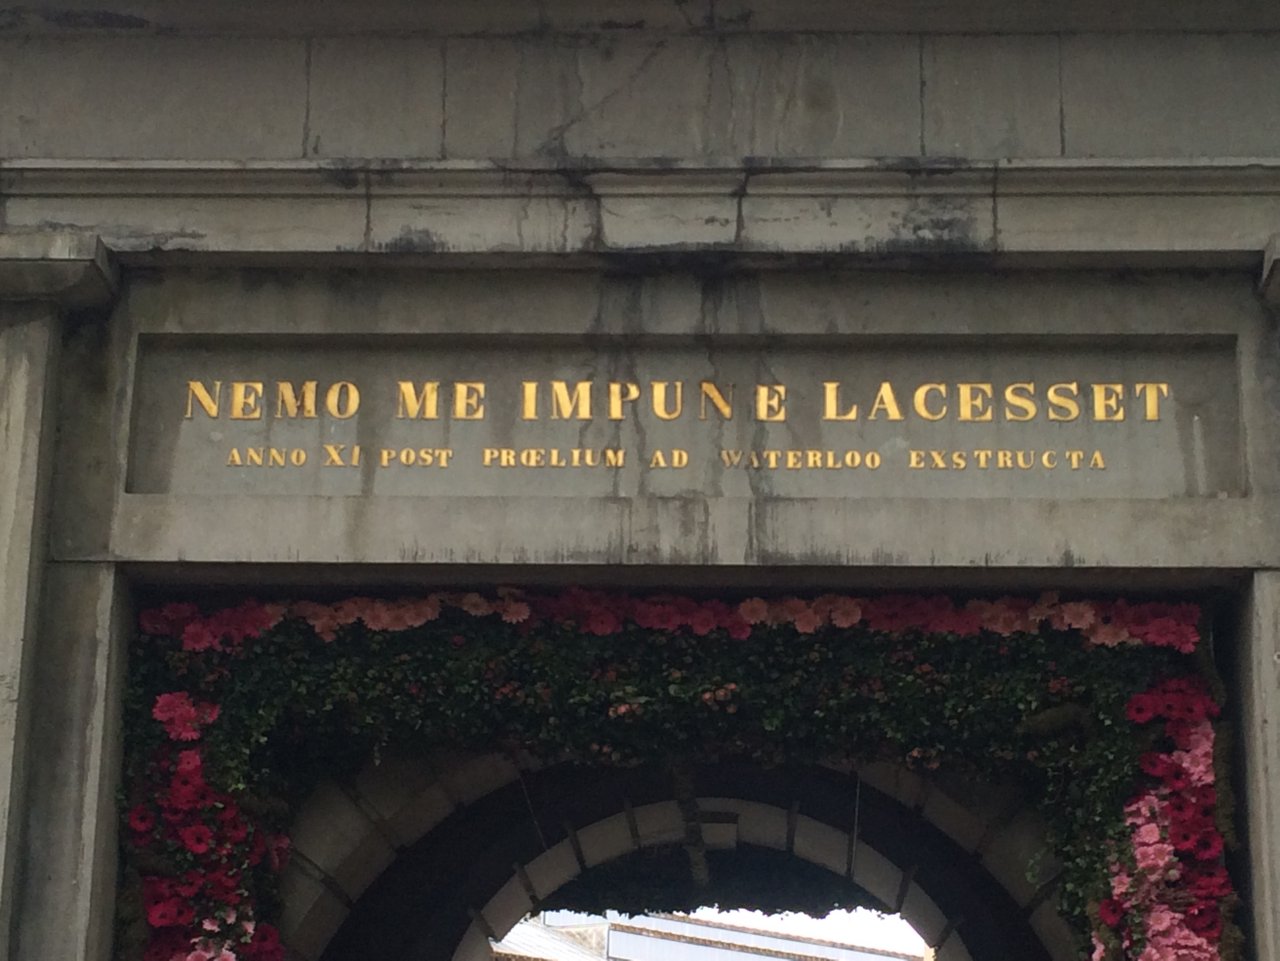 NEMO ME IMPUNE LACESSET
ANNO XI POST PRŒLIUM AD WATERLOO EXSTRUCTA